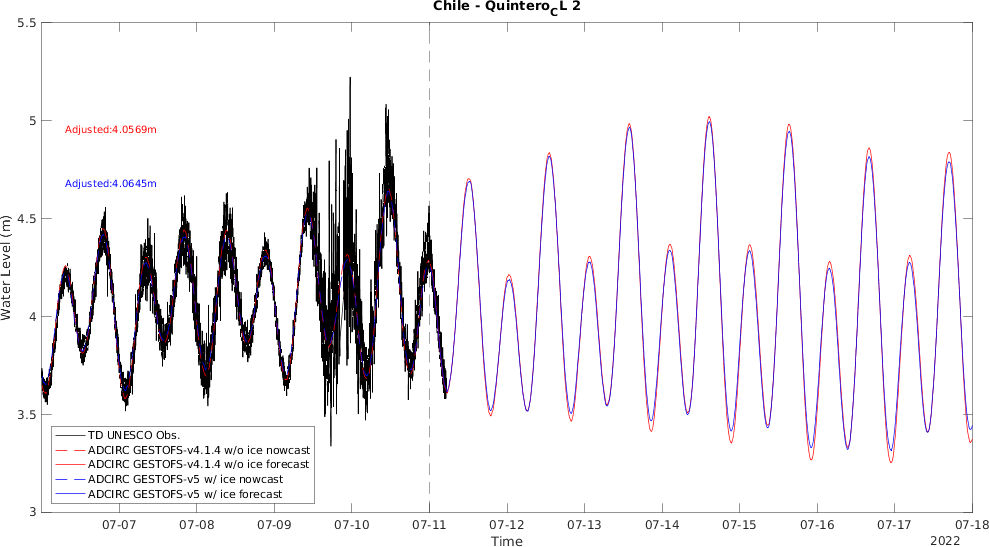 Chile - Quintero_CL 2
5.5
5
4.5
4
3.5
3
Water Level (m)
Adjusted:4.0569m
Adjusted:4.0645m
TD UNESCO Obs.
ADCIRC GESTOFS-v4.1.4 w/o ice nowcast
ADCIRC GESTOFS-v4.1.4 w/o ice forecast
ADCIRC GESTOFS-v5 w/ ice nowcast
ADCIRC GESTOFS-v5 w/ ice forecast
07-07 07-08 07-09 07-10 07-11 07-12 07-13 07-14 07-15 07-16 07-17 07-18
Time
2022